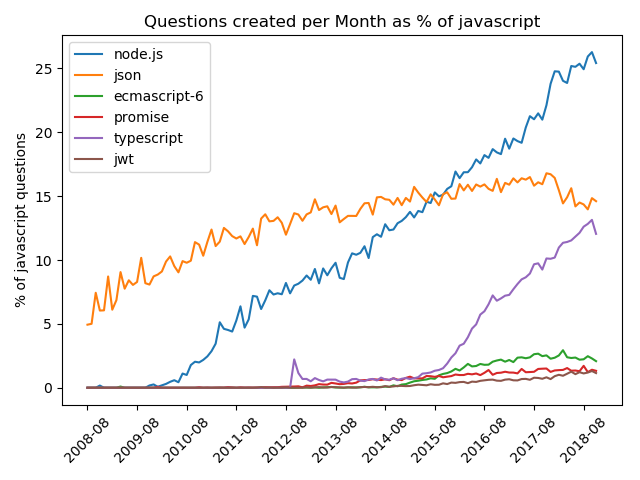 Questions created per Month as % of javascript
node.js
json
ecmascript-6
promise
typescript
jwt
% of javascript questions
25
20
15
10
5
0
2008-08
2009-08
2010-08
2011-08
2012-08
2013-08
2014-08
2015-08
2016-08
2017-08
2018-08